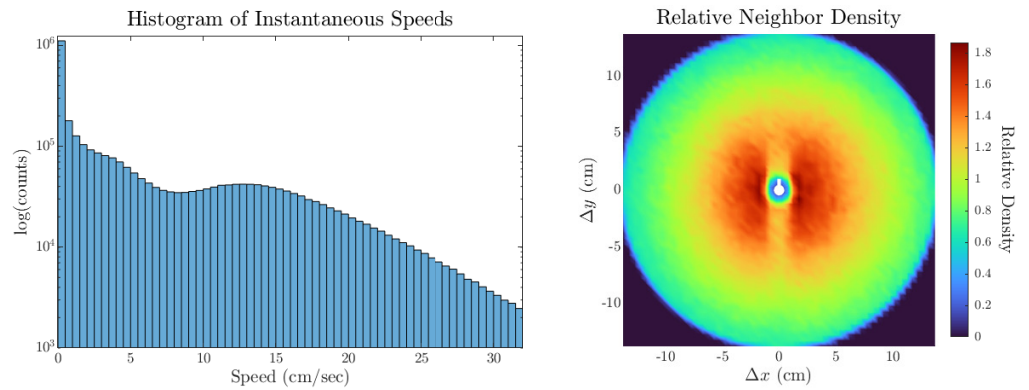 Histogram of Instantaneous Speeds
10^6
10^5
10^4
10^3
log(counts)
0 5 10 15 20 25 30
Speed (cm/sec)
Relative Neighbor Density
10
5
0
-5
-10
Δy (cm)
-10 -5 0 5 10
Δx (cm)
1.8
1.6
1.4
1.2
1
0.8
0.6
0.4
0.2
0
Relative Density